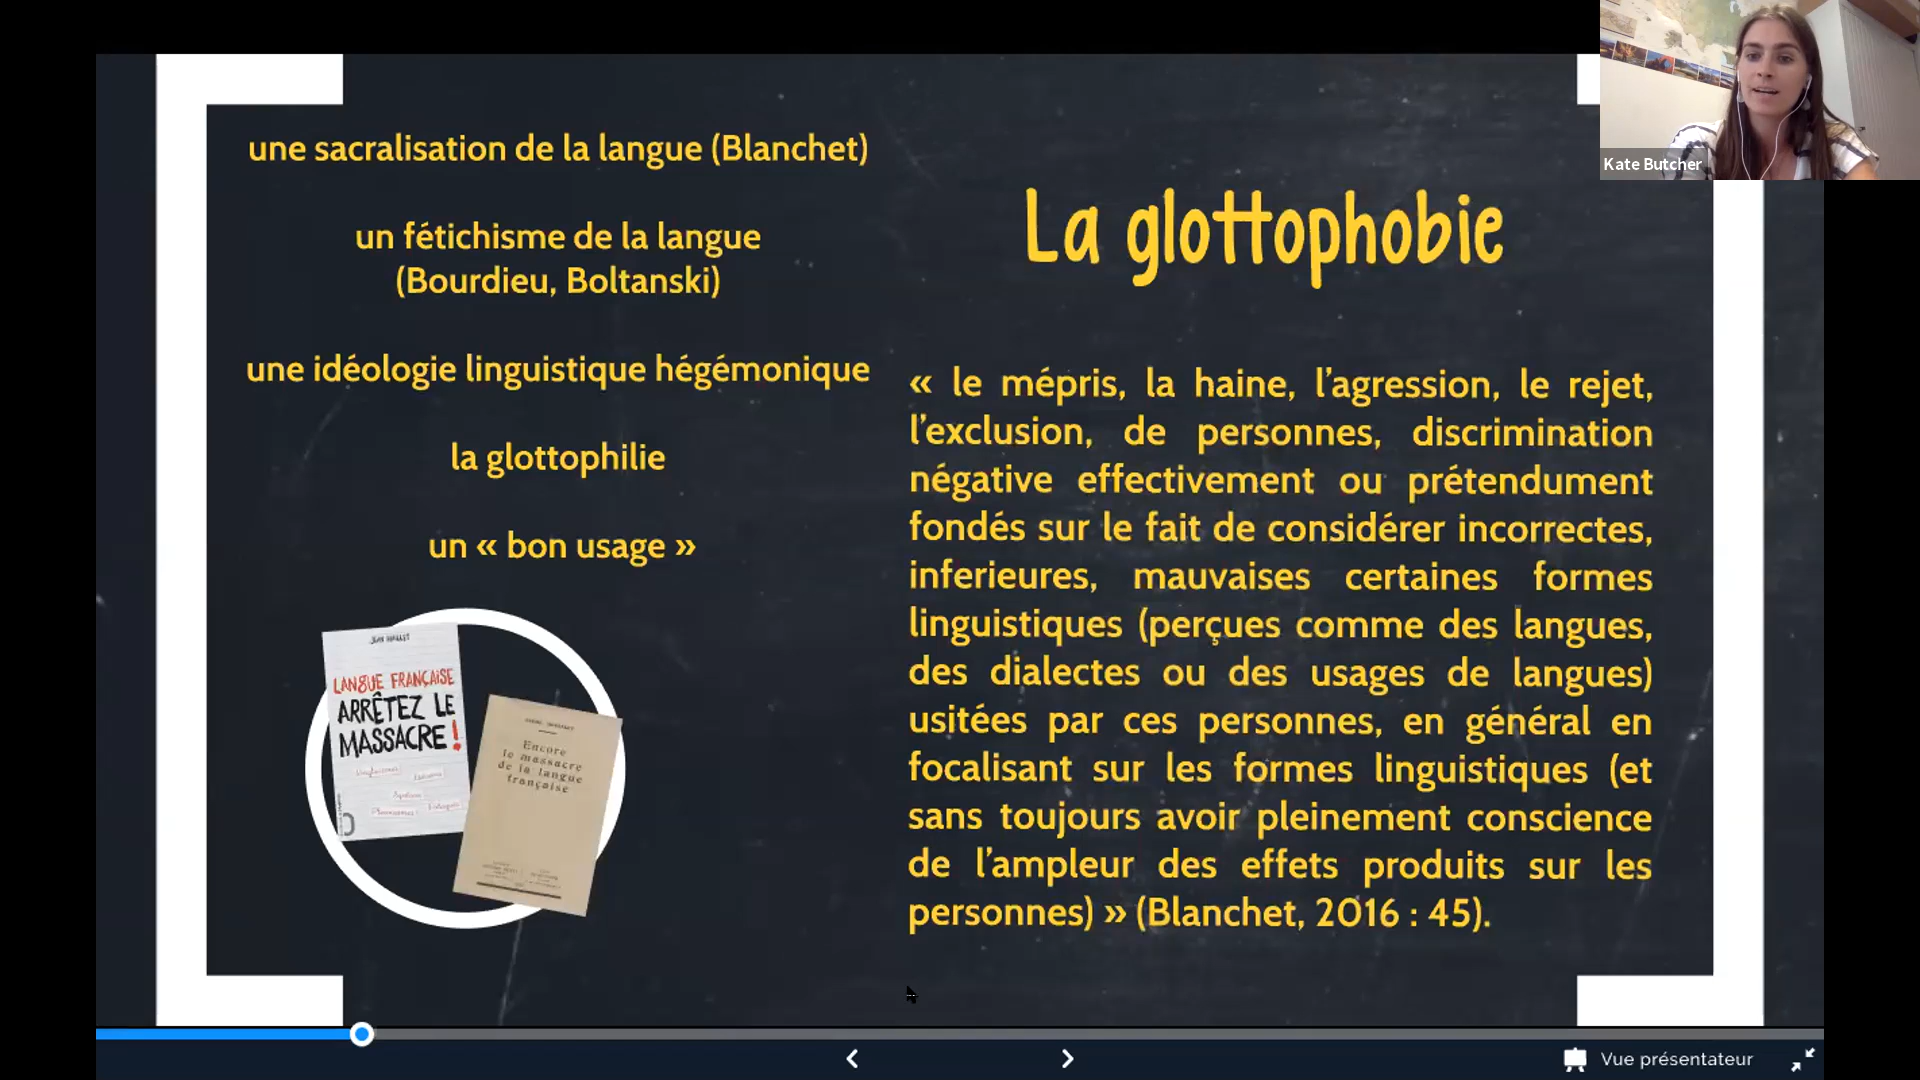 une sacralisation de la langue (Blanchet)
un fétichisme de la langue
(Bourdieu, Boltanski)
une idéologie linguistique hégémonique
la glottophilie
un « bon usage »
LANGUE FRANÇAISE
ARRÊTEZ LE
MASSACRE !
Encore
le massacre
de la langue
française
La glottophobie
« le mépris, la haine, l’agression, le rejet,
l’exclusion, de personnes, discrimination
négative effectivement ou prétendument
fondés sur le fait de considérer incorrectes,
inferieures, mauvaises certaines formes
linguistiques (perçues comme des langues,
des dialectes ou des usages de langues)
usitées par ces personnes, en général en
focalisant sur les formes linguistiques (et
sans toujours avoir pleinement conscience
de l’ampleur des effets produits sur les
personnes) » (Blanchet, 2016 : 45).
Kate Butcher
Vue présentateur